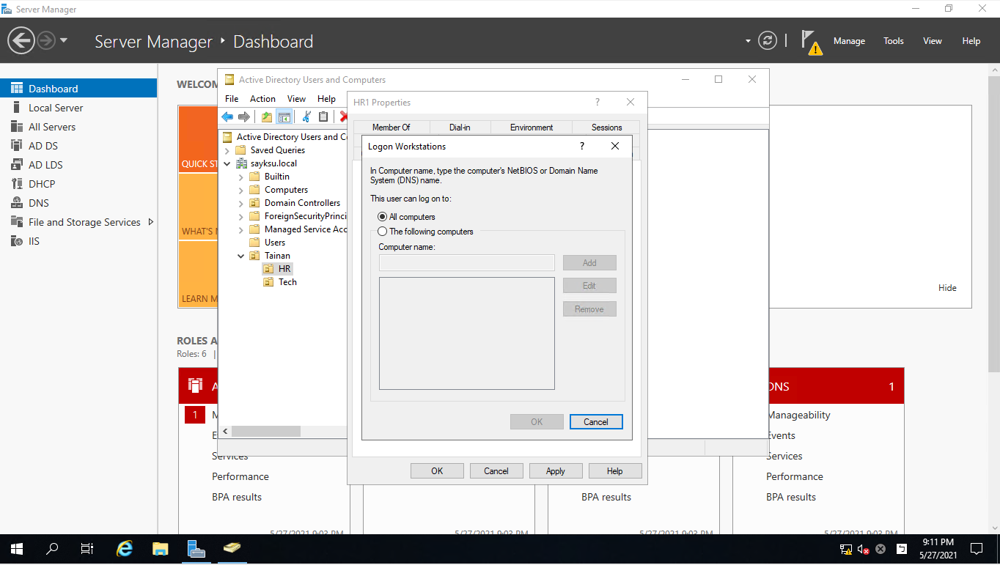 Server Manager
Server Manager
Dashboard
Manage
Tools
View
Help
Dashboard
Local Server
All Servers
AD DS
AD LDS
DHCP
DNS
File and Storage Services
IIS
WELCOM
QUICK ST
WHAT'S
LEARN M
Hide
ROLES A
Roles: 6 |
Active Directory Users and Computers
File
Action
View
Help
Active Directory Users and C
Saved Queries
sayksu.local
Builtin
Computers
Domain Controllers
ForeignSecurityPrinci
Managed Service Acc
Users
Tainan
HR
Tech
HR1 Properties
?
Member Of
Dial-in
Environment
Sessions
Logon Workstations
?
In Computer name, type the computer's NetBIOS or Domain Name
System (DNS) name.
This user can log on to:
All computers
The following computers
Computer name:
Add
Edit
Remove
OK
Cancel
OK
Cancel
Apply
Help
A
1
M
E
Services
Performance
BPA results
5/27/2021 9:03 PM
5/27/2021 9:03 PM
BPA results
5/27/2021 9:03 PM
DNS
1
Manageability
Events
Services
Performance
BPA results
5/27/2021 9:03 PM
9:11 PM
5/27/2021